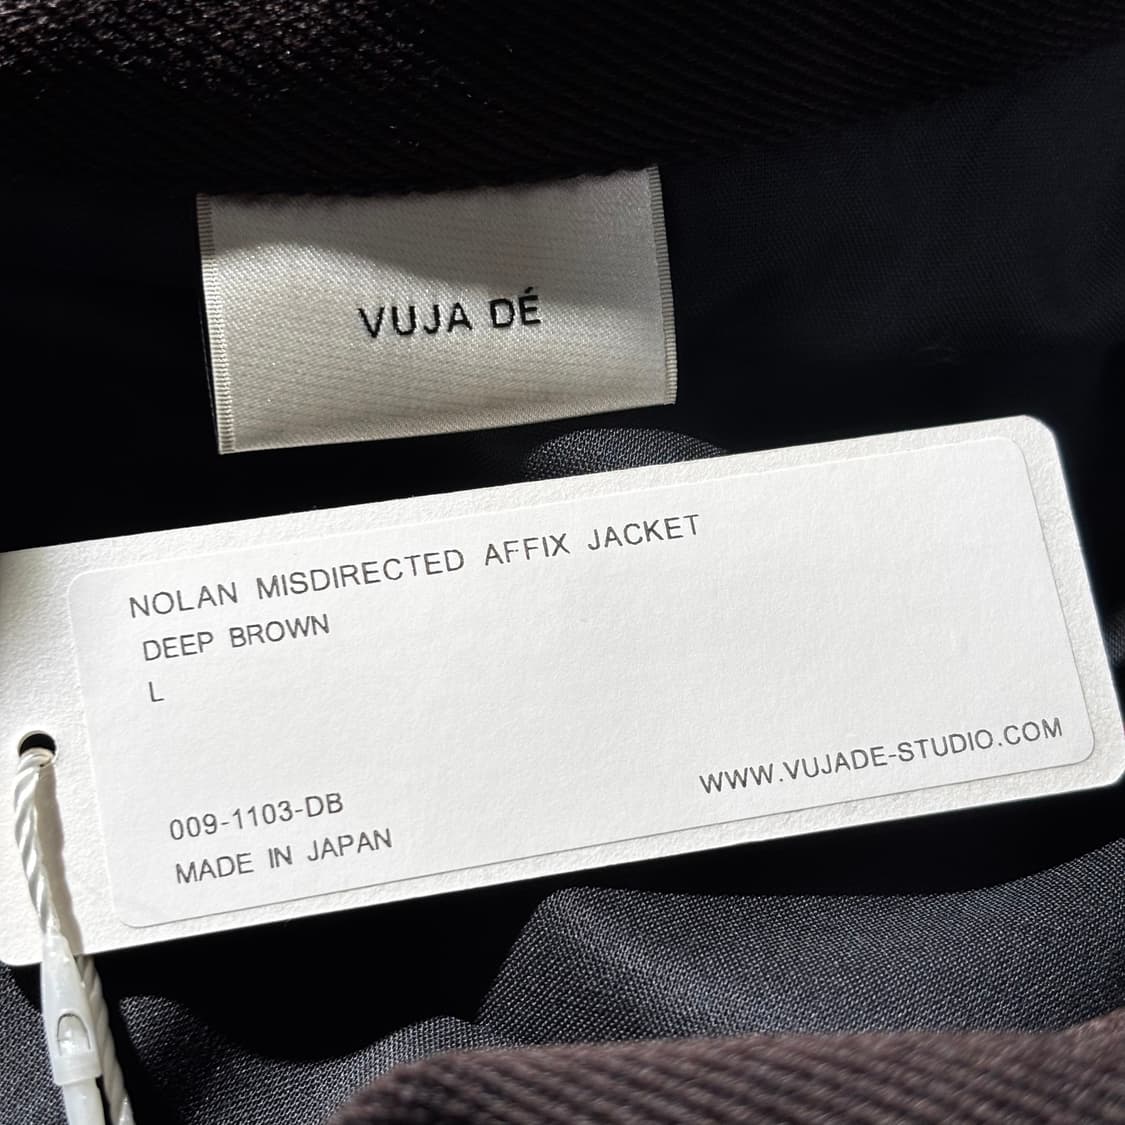 VUJA DÉ
NOLAN MISDIRECTED AFFIX JACKET
DEEP BROWN
L
009-1103-DB
MADE IN JAPAN
WWW.VUJADE-STUDIO.COM